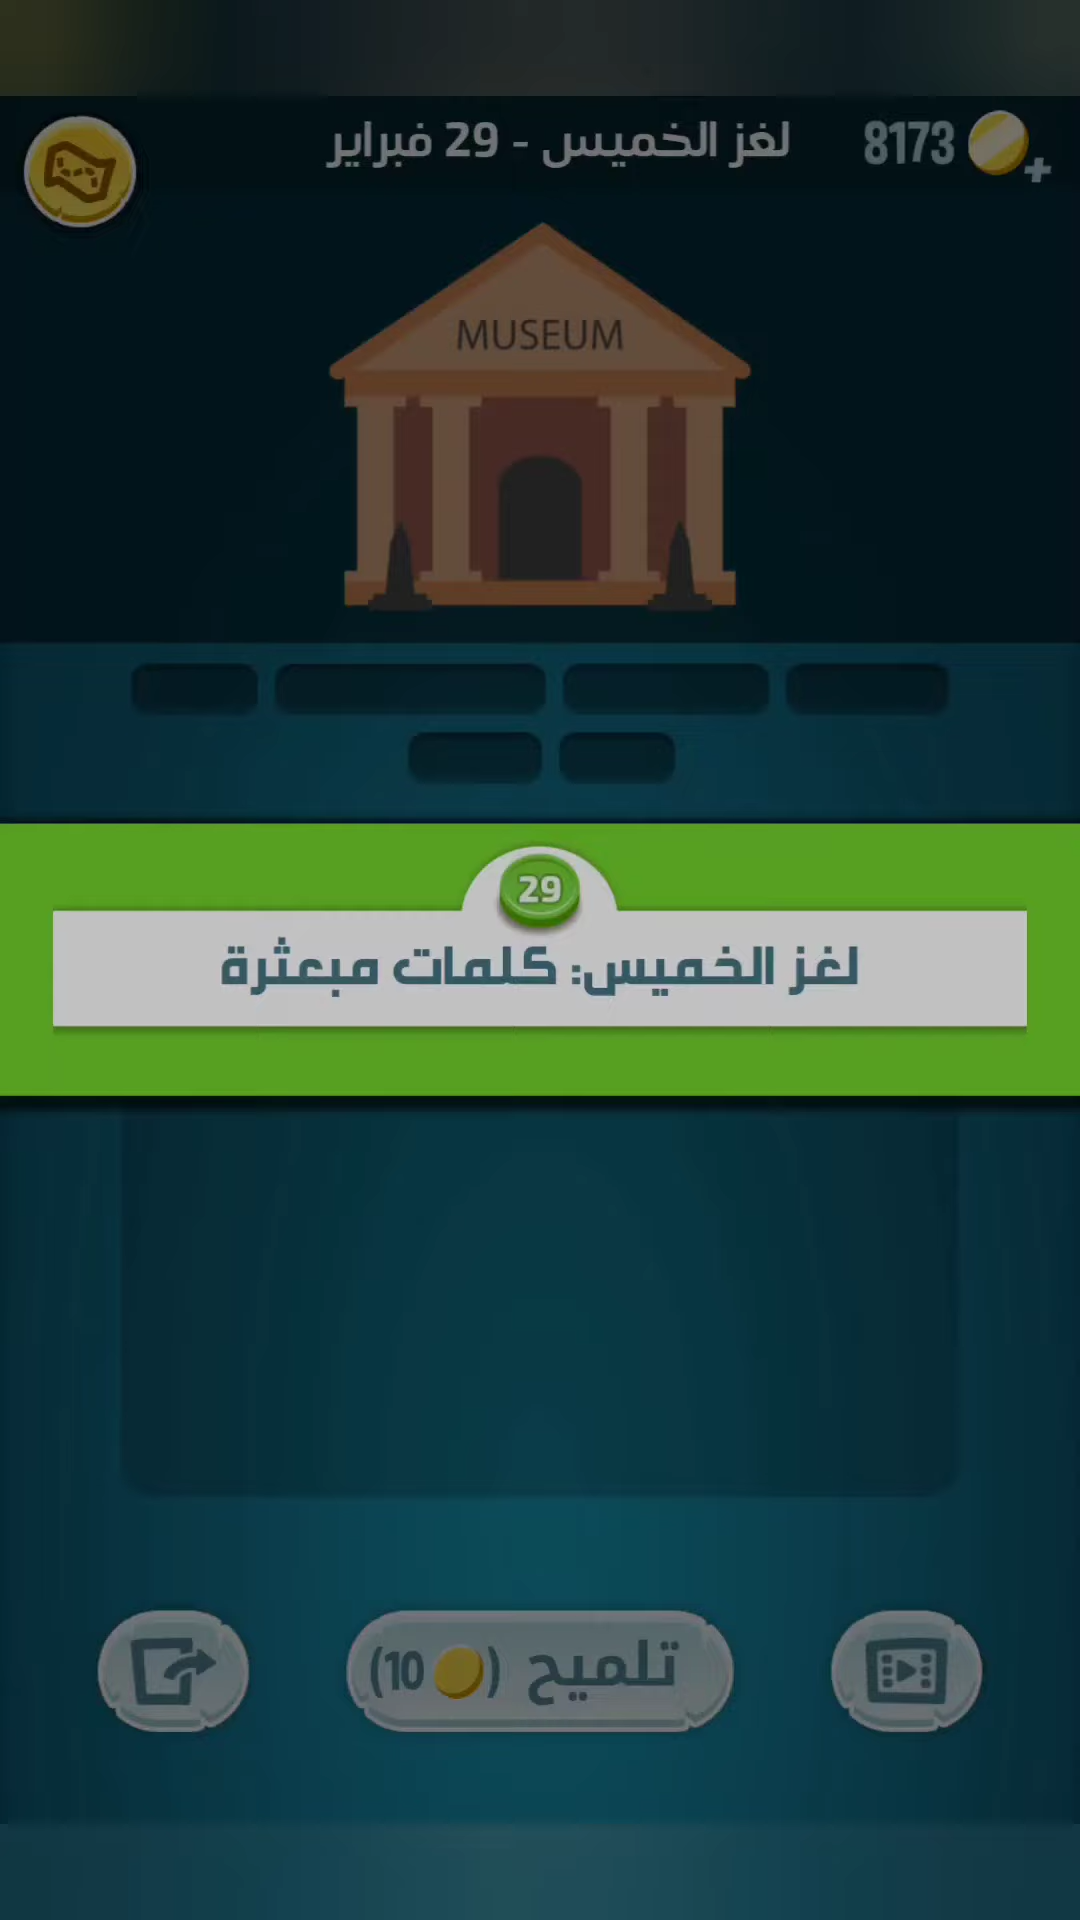 لغز الخميس - 29 فبراير
8173
MUSEUM
29
لغز الخميس: كلمات مبعثرة
تلميح (10)